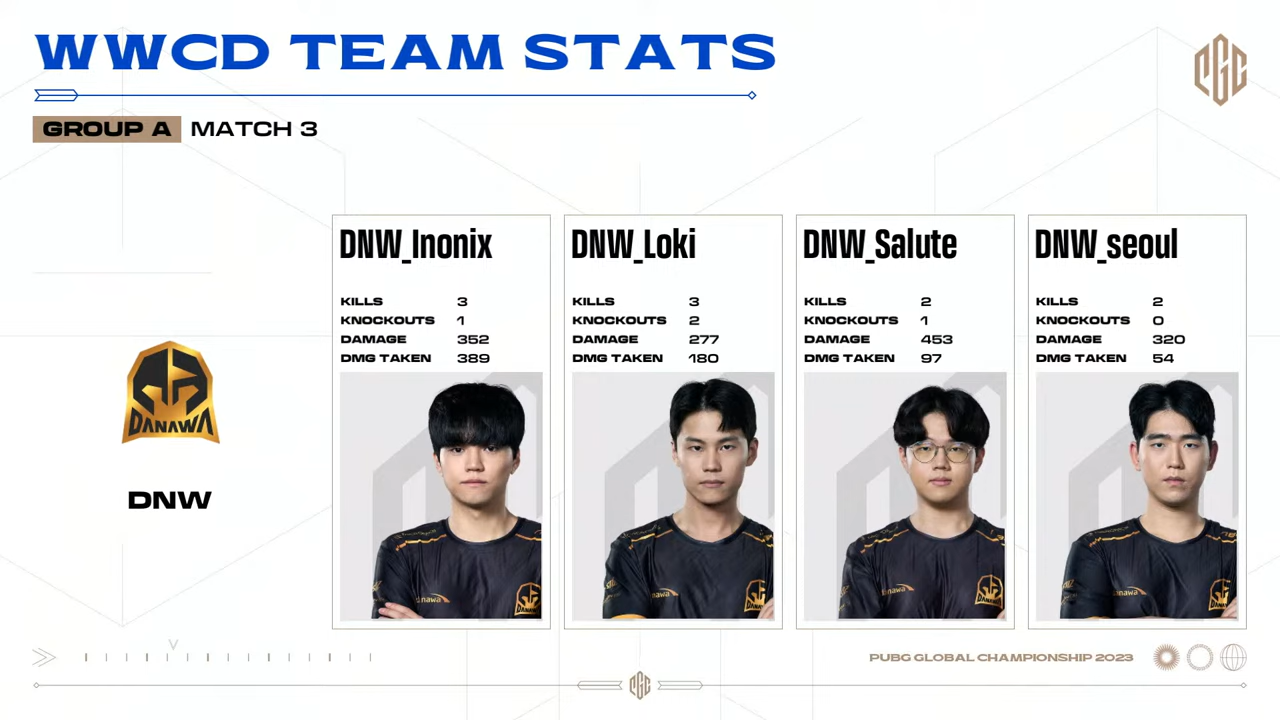 WWCD TEAM STATS
GROUP A MATCH 3
DANAWA
DNW
DNW_Inonix
KILLS 3
KNOCKOUTS 1
DAMAGE 352
DMG TAKEN 389
DNW_Loki
KILLS 3
KNOCKOUTS 2
DAMAGE 277
DMG TAKEN 180
DNW_Salute
KILLS 2
KNOCKOUTS 1
DAMAGE 453
DMG TAKEN 97
DNW_seoul
KILLS 2
KNOCKOUTS 0
DAMAGE 320
DMG TAKEN 54
PUBG GLOBAL CHAMPIONSHIP 2023
PGC